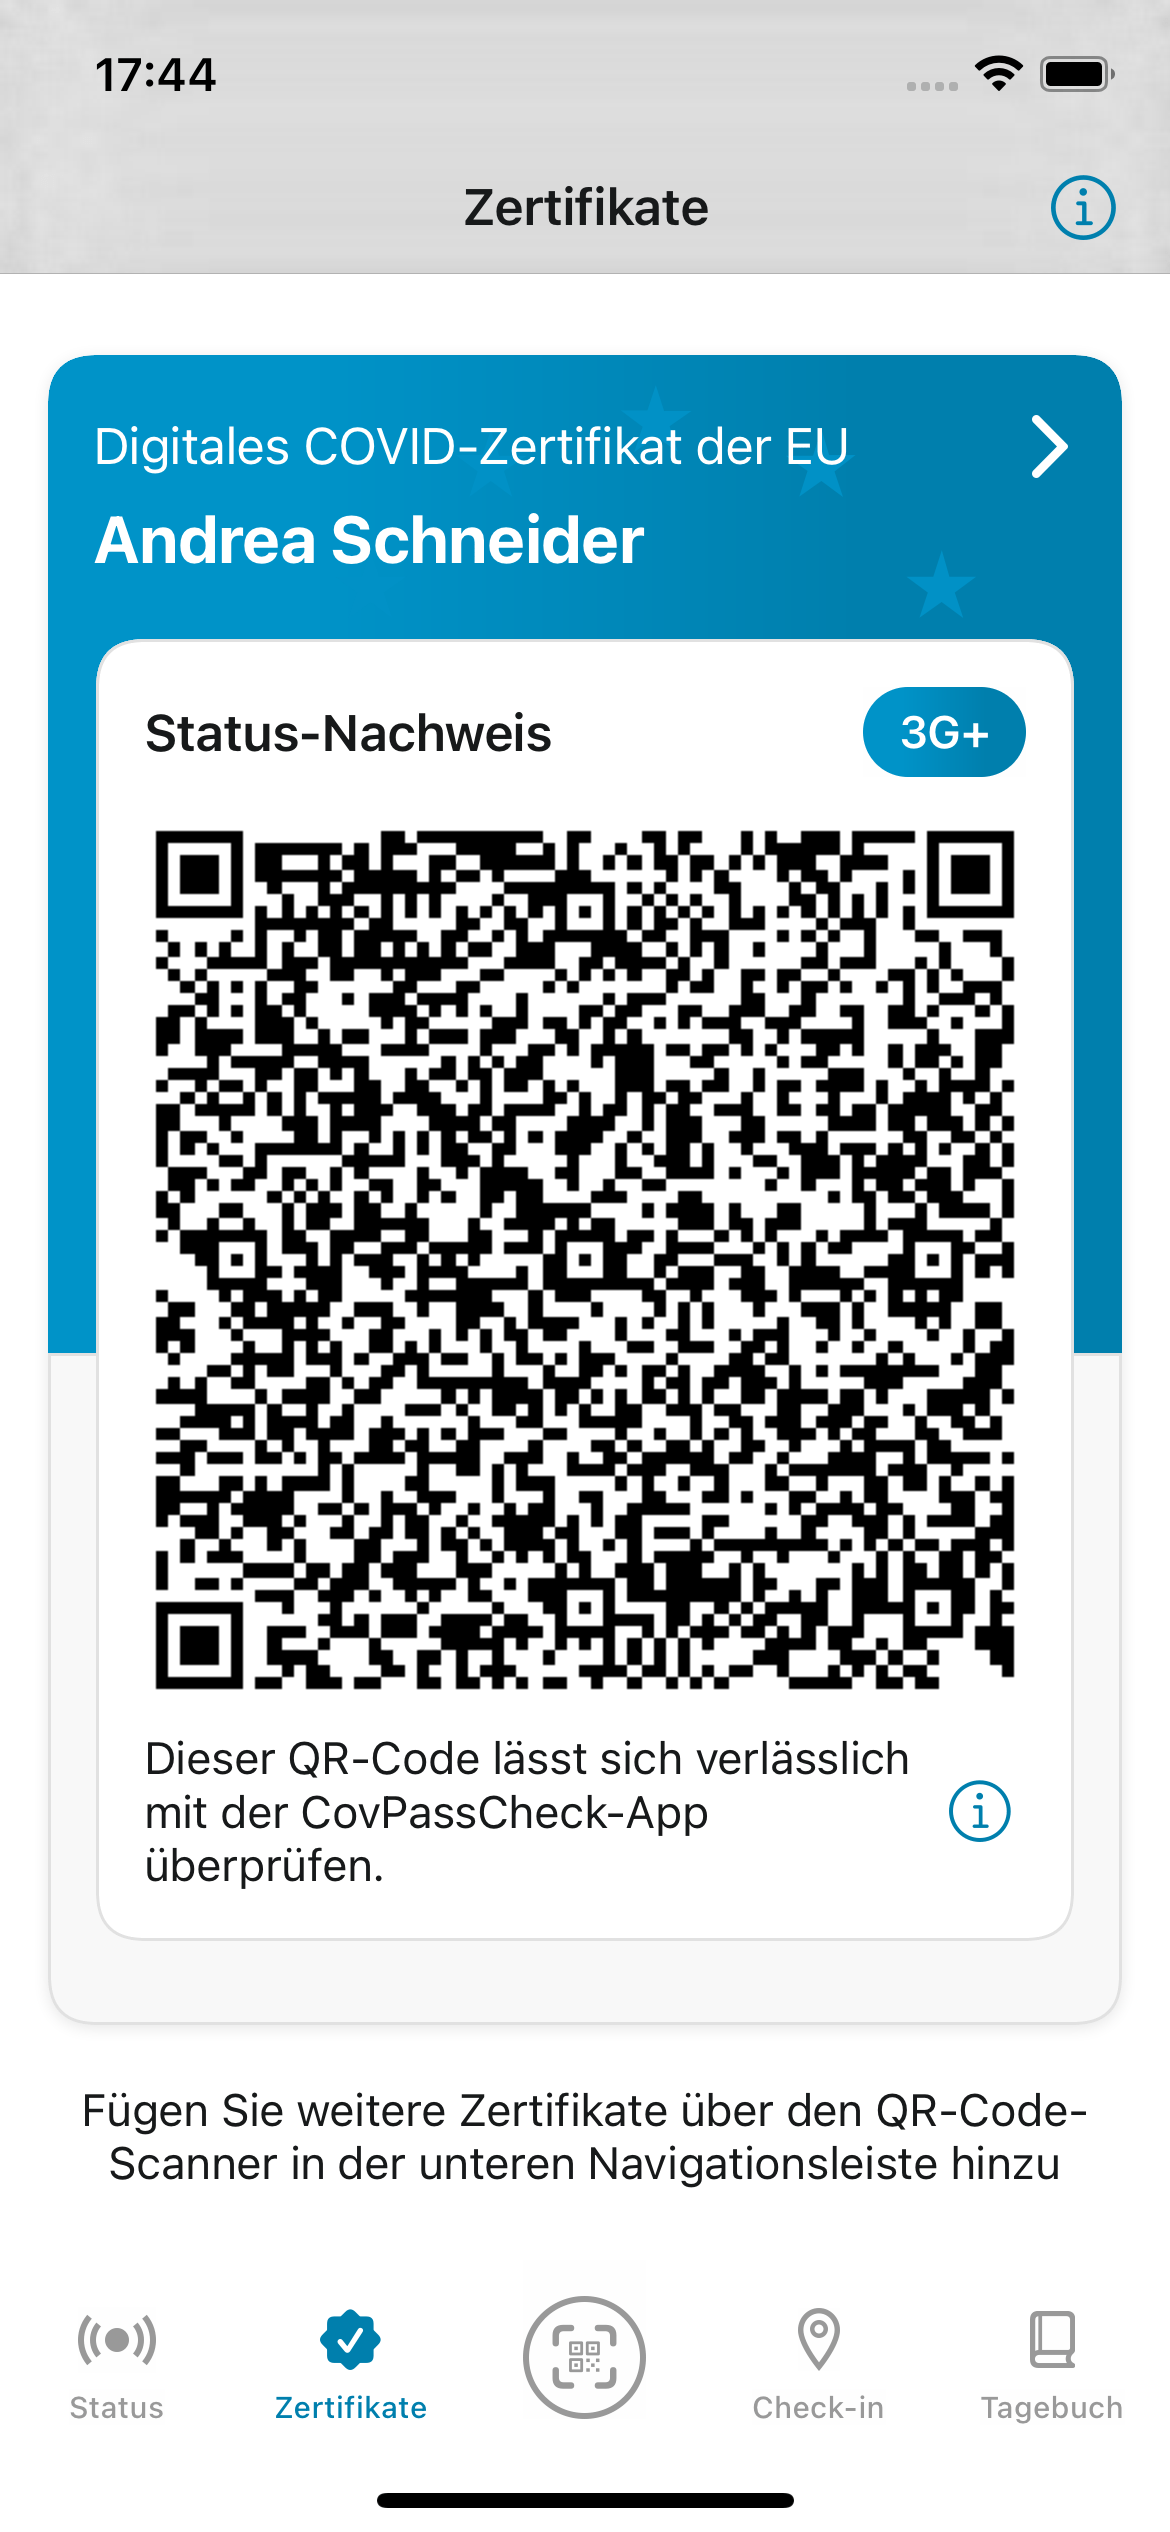 17:44
Zertifikate
Digitales COVID-Zertifikat der EU
Andrea Schneider
Status-Nachweis
3G+
Dieser QR-Code lässt sich verlässlich
mit der CovPassCheck-App
überprüfen.
Fügen Sie weitere Zertifikate über den QR-Code-
Scanner in der unteren Navigationsleiste hinzu
Status
Zertifikate
Check-in
Tagebuch